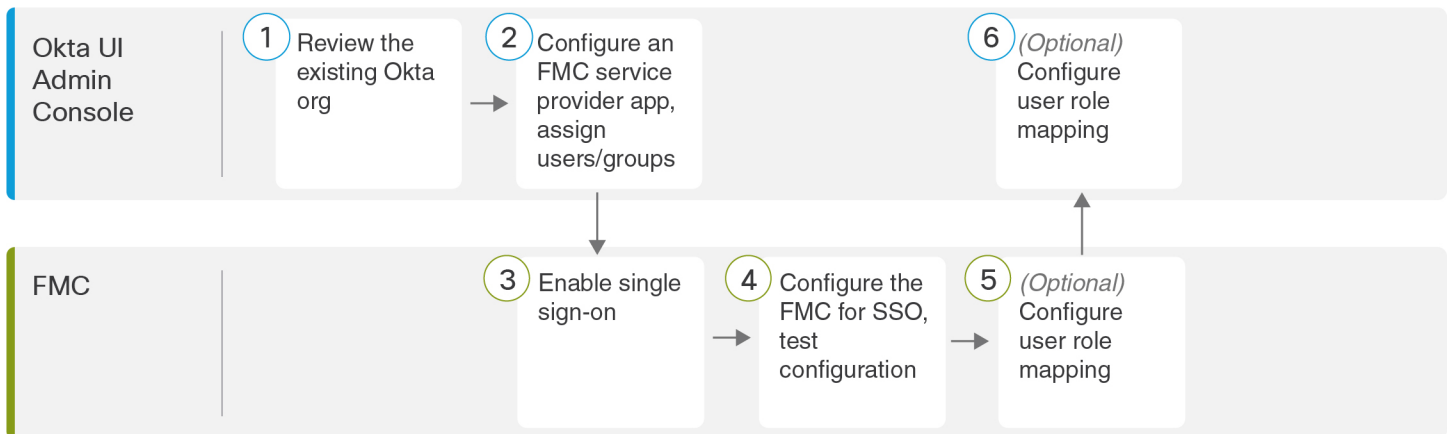 Okta UI
Admin
Console
1
Review the
existing Okta
org
2
Configure an
FMC service
provider app,
assign
users/groups
6
(Optional)
Configure
user role
mapping
FMC
3
Enable single
sign-on
4
Configure the
FMC for SSO,
test
configuration
5
(Optional)
Configure
user role
mapping